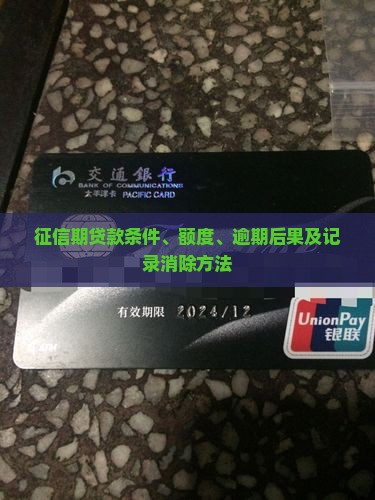 交通銀行
BANK OF COMMUNICATIONS
太平洋卡 PACIFIC CARD
征信期贷款条件、额度、逾期后果及记
录消除方法
有效期限 2024/12
UnionPay
银联
ATM